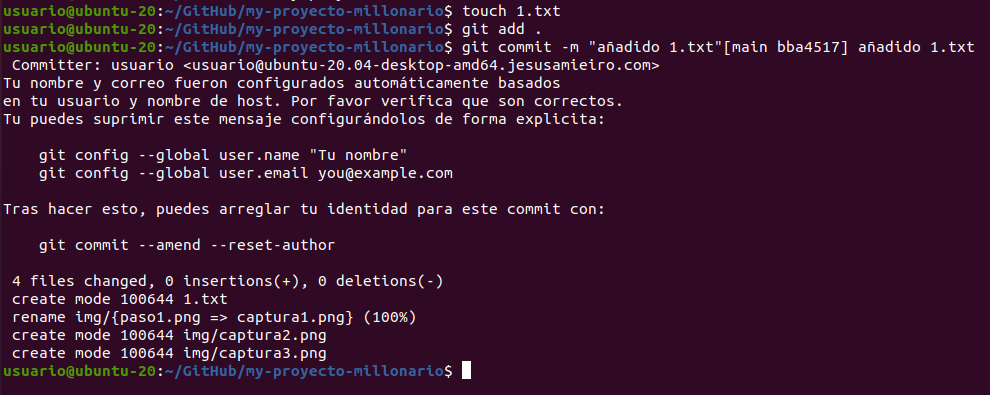 usuario@ubuntu-20:~/GitHub/my-proyecto-millonario$ touch 1.txt
usuario@ubuntu-20:~/GitHub/my-proyecto-millonario$ git add .
usuario@ubuntu-20:~/GitHub/my-proyecto-millonario$ git commit -m "añadido 1.txt"[main bba4517] añadido 1.txt
 Committer: usuario <usuario@ubuntu-20.04-desktop-amd64.jesusamieiro.com>
Tu nombre y correo fueron configurados automáticamente basados
en tu usuario y nombre de host. Por favor verifica que son correctos.
Tu puedes suprimir este mensaje configurándolos de forma explicita:

    git config --global user.name "Tu nombre"
    git config --global user.email you@example.com

Tras hacer esto, puedes arreglar tu identidad para este commit con:

    git commit --amend --reset-author

 4 files changed, 0 insertions(+), 0 deletions(-)
 create mode 100644 1.txt
 rename img/{paso1.png => captura1.png} (100%)
 create mode 100644 img/captura2.png
 create mode 100644 img/captura3.png
usuario@ubuntu-20:~/GitHub/my-proyecto-millonario$